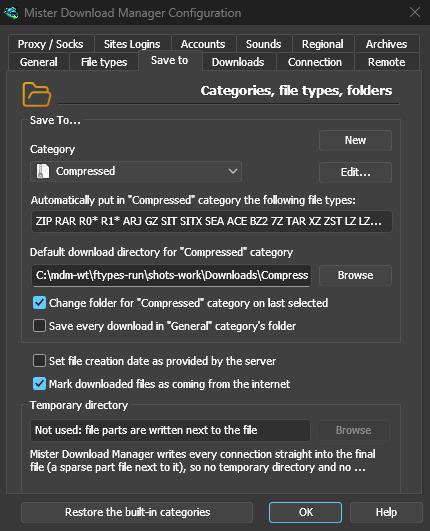 Mister Download Manager Configuration
Proxy / Socks Sites Logins Accounts Sounds Regional Archives
General File types Save to Downloads Connection Remote
Categories, file types, folders
Save To...
New
Category
Compressed
Edit...
Automatically put in "Compressed" category the following file types:
ZIP RAR R0* R1* ARJ GZ SIT SITX SEA ACE BZ2 7Z TAR XZ ZST LZ LZ...
Default download directory for "Compressed" category
C:\mdm-wt\ftypes-run\shots-work\Downloads\Compress
Browse
Change folder for "Compressed" category on last selected
Save every download in "General" category's folder
Set file creation date as provided by the server
Mark downloaded files as coming from the internet
Temporary directory
Not used: file parts are written next to the file
Browse
Mister Download Manager writes every connection straight into the final
file (a sparse part file next to it), so no temporary directory and no ...
Restore the built-in categories OK Help